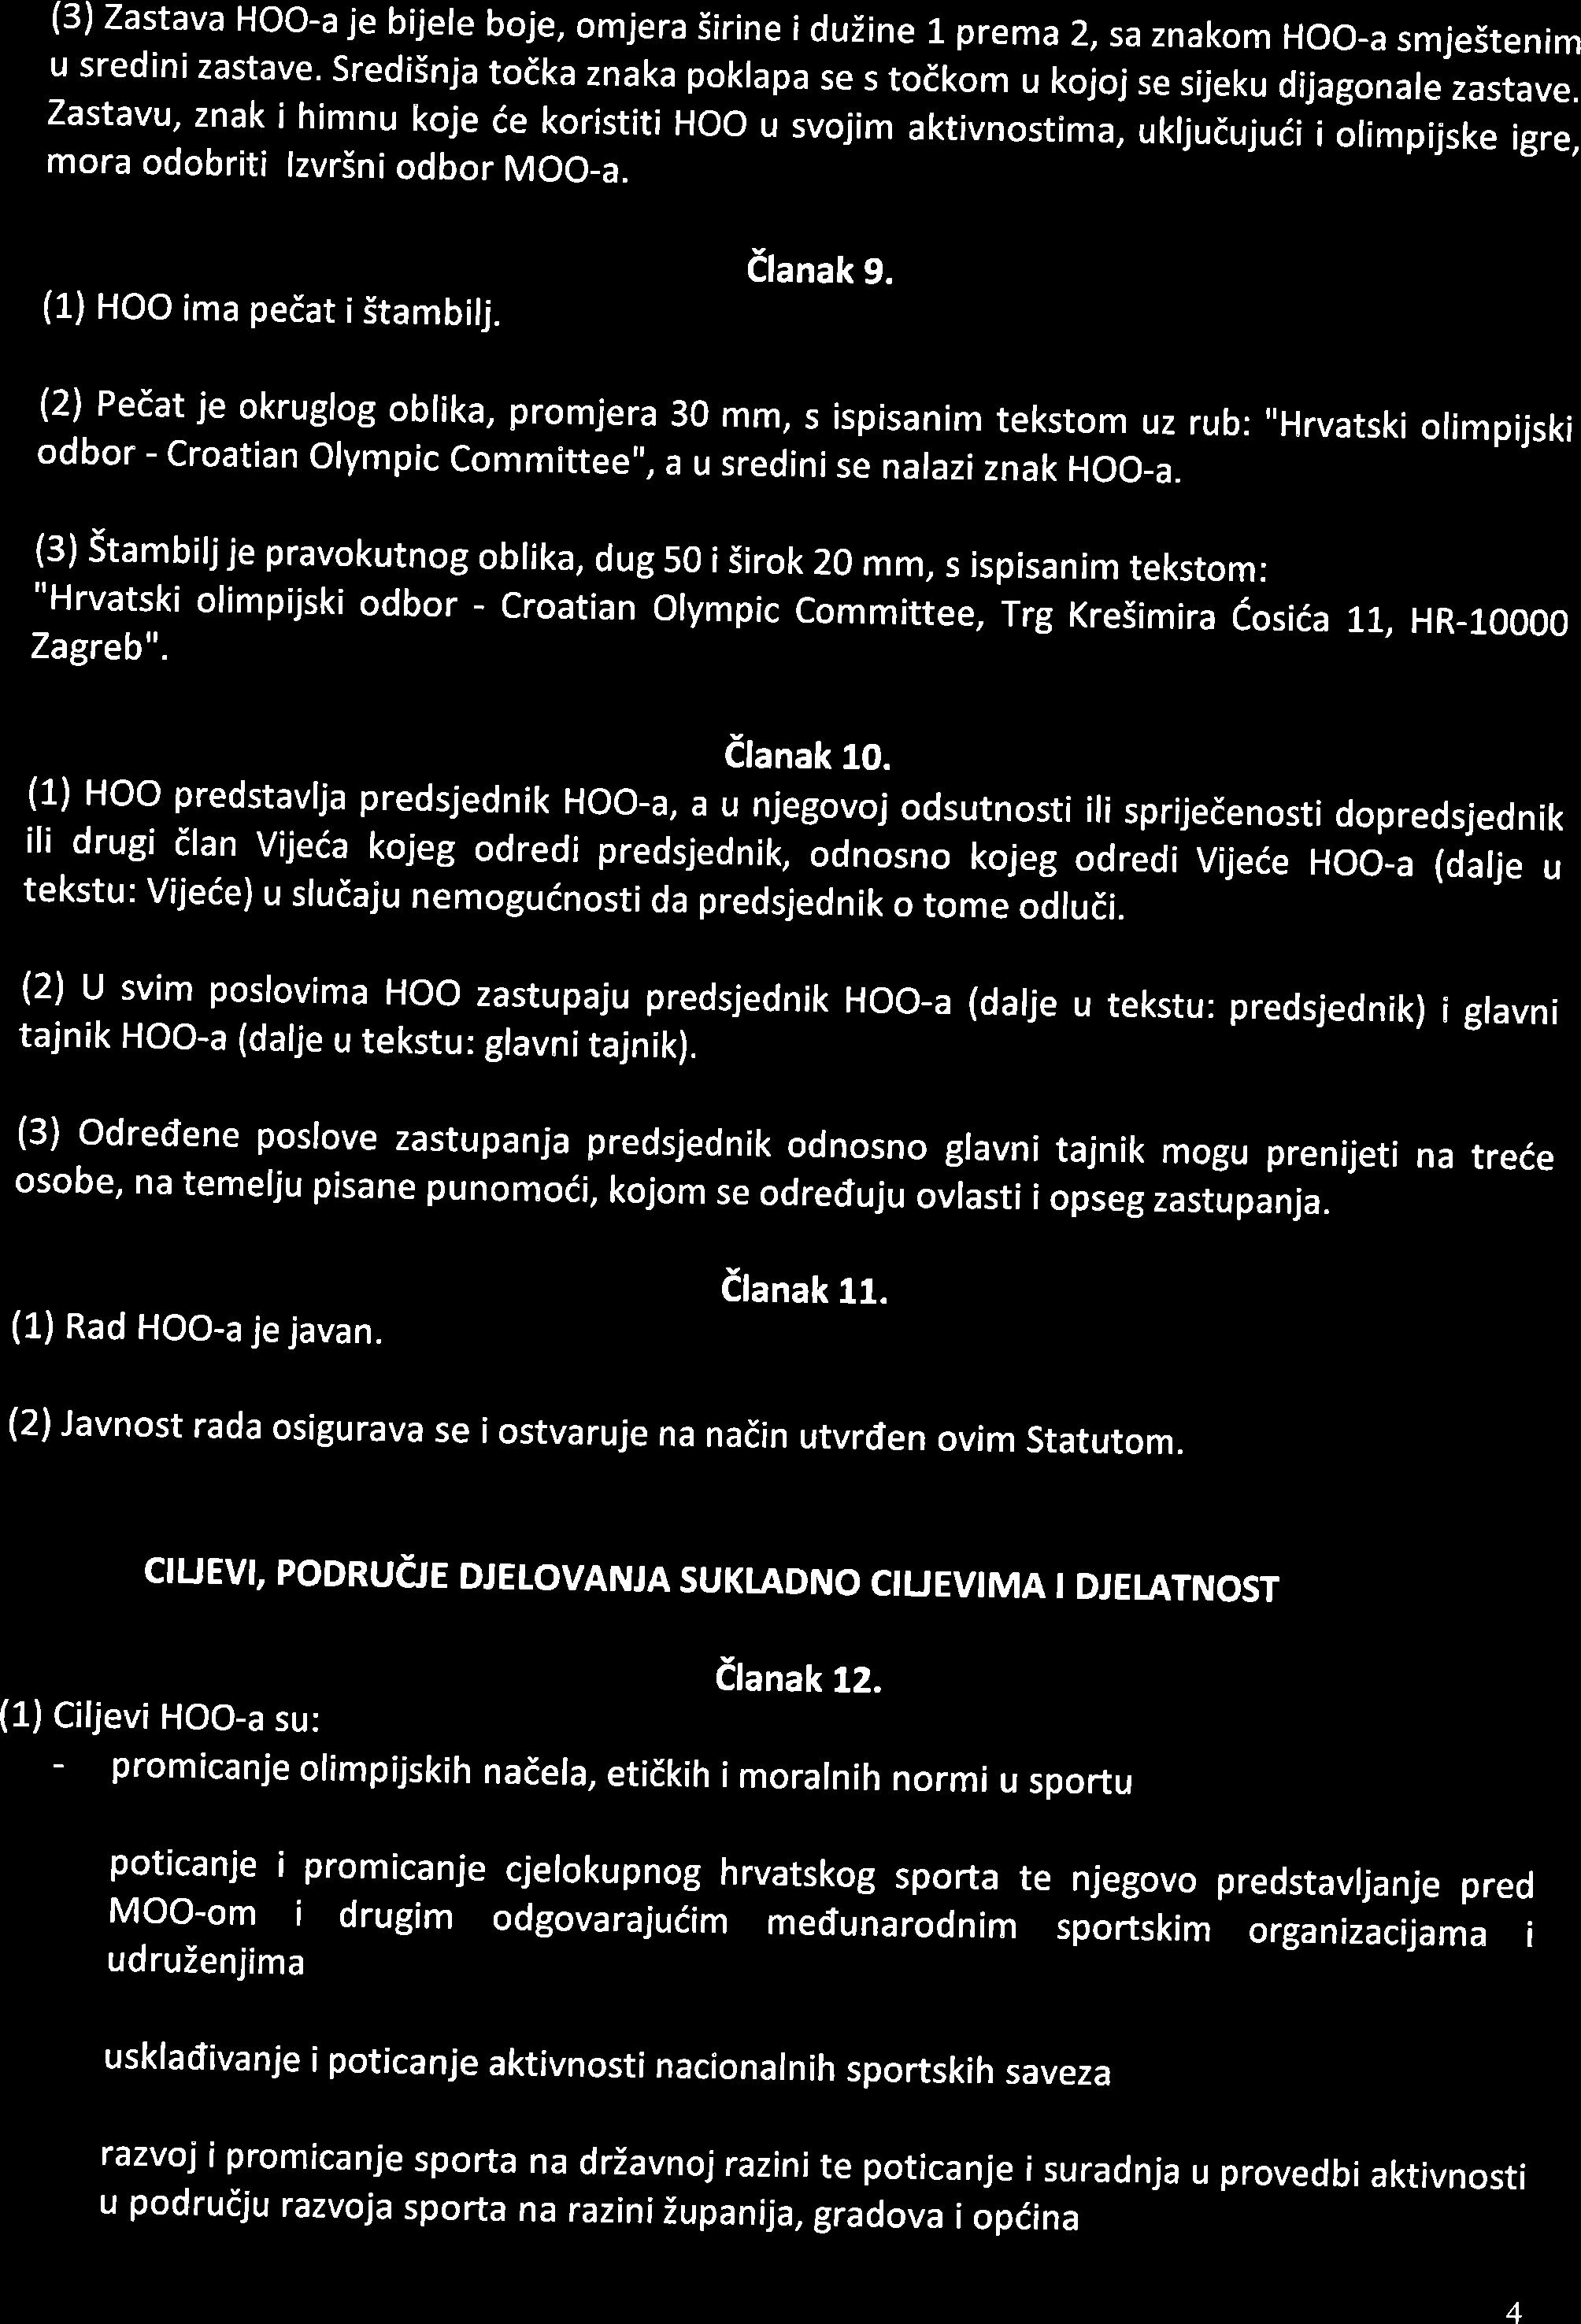 (3) Zastava HOO-a je bijele boje, omjera širine i dužine 1 prema 2, sa znakom HOO-a smještenim
u sredini zastave. Središnja točka znaka poklapa se s točkom u kojoj se sijeku dijagonale zastave.
Zastavu, znak i himnu koje će koristiti HOO u svojim aktivnostima, uključujući i olimpijske igre,
mora odobriti Izvršni odbor MOO-a.
Članak 9.
(1) HOO ima pečat i štambilj.
(2) Pečat je okruglog oblika, promjera 30 mm, s ispisanim tekstom uz rub: "Hrvatski olimpijski
odbor - Croatian Olympic Committee", a u sredini se nalazi znak HOO-a.
(3) Štambilj je pravokutnog oblika, dug 50 i širok 20 mm, s ispisanim tekstom:
"Hrvatski olimpijski odbor - Croatian Olympic Committee, Trg Krešimira Ćosića 11, HR-10000
Zagreb".
Članak 10.
(1) HOO predstavlja predsjednik HOO-a, a u njegovoj odsutnosti ili spriječenosti dopredsjednik
ili drugi član Vijeća kojeg odredi predsjednik, odnosno kojeg odredi Vijeće HOO-a (dalje u
tekstu: Vijeće) u slučaju nemogućnosti da predsjednik o tome odluči.
(2) U svim poslovima HOO zastupaju predsjednik HOO-a (dalje u tekstu: predsjednik) i glavni
tajnik HOO-a (dalje u tekstu: glavni tajnik).
(3) Određene poslove zastupanja predsjednik odnosno glavni tajnik mogu prenijeti na treće
osobe, na temelju pisane punomoći, kojom se određuju ovlasti i opseg zastupanja.
Članak 11.
(1) Rad HOO-a je javan.
(2) Javnost rada osigurava se i ostvaruje na način utvrđen ovim Statutom.
CILJEVI, PODRUČJE DJELOVANJA SUKLADNO CILJEVIMA I DJELATNOST
Članak 12.
(1) Ciljevi HOO-a su:
- promicanje olimpijskih načela, etičkih i moralnih normi u sportu
poticanje i promicanje cjelokupnog hrvatskog sporta te njegovo predstavljanje pred
MOO-om i drugim odgovarajućim međunarodnim sportskim organizacijama i
udruženjima
usklađivanje i poticanje aktivnosti nacionalnih sportskih saveza
razvoj i promicanje sporta na državnoj razini te poticanje i suradnja u provedbi aktivnosti
u području razvoja sporta na razini županija, gradova i općina
4